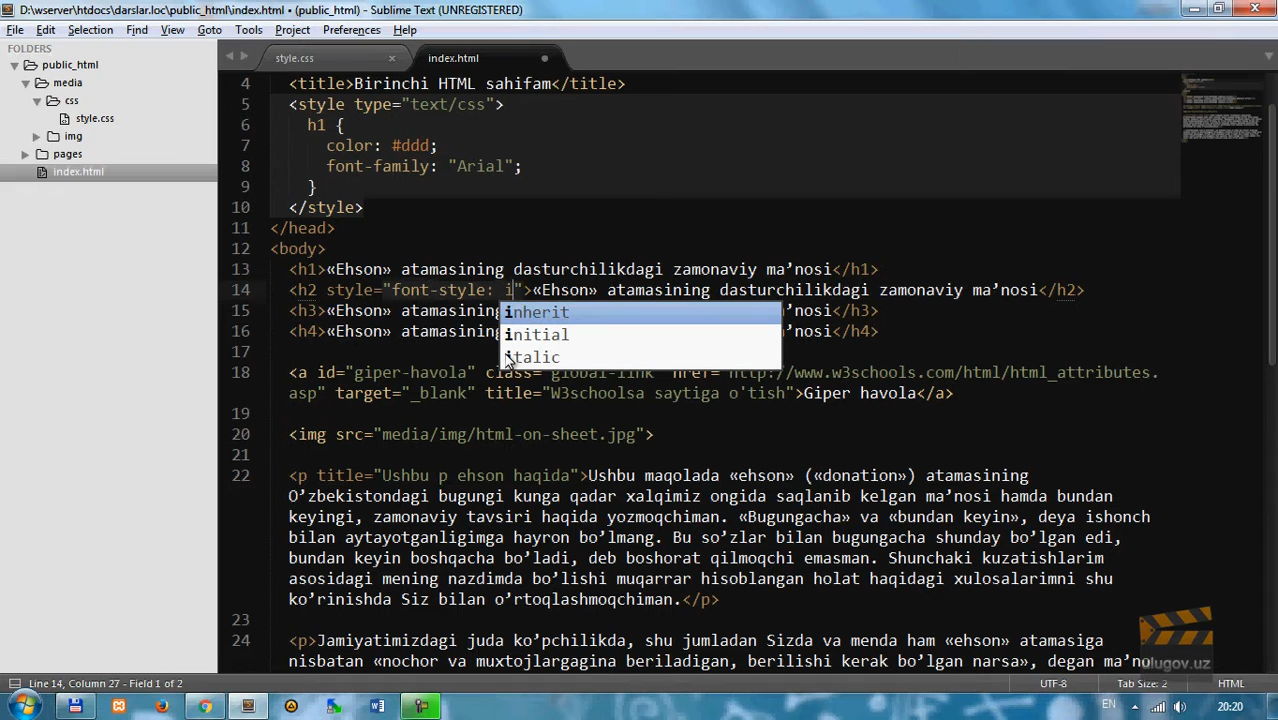 D:\wserver\htdocs\darslar.loc\public_html\index.html • (public_html) - Sublime Text (UNREGISTERED)
File Edit Selection Find View Goto Tools Project Preferences Help
FOLDERS
public_html
media
css
style.css
img
pages
index.html
style.css × index.html
4 <title>Birinchi HTML sahifam</title>
5 <style type="text/css">
6 h1 {
7 color: #ddd;
8 font-family: "Arial";
9 }
10 </style>
11 </head>
12 <body>
13 <h1>«Ehson» atamasining dasturchilikdagi zamonaviy ma’nosi</h1>
14 <h2 style="font-style: i">«Ehson» atamasining dasturchilikdagi zamonaviy ma’nosi</h2>
inherit
initial
italic
15 <h3>«Ehson» atamasining ma’nosi</h3>
16 <h4>«Ehson» atamasining ma’nosi</h4>
17
18 <a id="giper-havola" class="global-link" href="http://www.w3schools.com/html/html_attributes.
asp" target="_blank" title="W3schoolsa saytiga o'tish">Giper havola</a>
19
20 <img src="media/img/html-on-sheet.jpg">
21
22 <p title="Ushbu p ehson haqida">Ushbu maqolada «ehson» («donation») atamasining
O’zbekistondagi bugungi kunga qadar xalqimiz ongida saqlanib kelgan ma’nosi hamda bundan
keyingi, zamonaviy tavsiri haqida yozmoqchiman. «Bugungacha» va «bundan keyin», deya ishonch
bilan aytayotganligimga hayron bo’lmang. Bu so’zlar bilan bugungacha shunday bo’lgan edi,
bundan keyin boshqacha bo’ladi, deb boshorat qilmoqchi emasman. Shunchaki kuzatishlarim
asosidagi mening nazdimda bo’lishi muqarrar hisoblangan holat haqidagi xulosalarimni shu
ko’rinishda Siz bilan o’rtoqlashmoqchiman.</p>
23
24 <p>Jamiyatimizdagi juda ko’pchilikda, shu jumladan Sizda va menda ham «ehson» atamasiga
nisbatan «nochor va muxtojlargagina beriladigan, berilishi kerak bo’lgan narsa», degan ma’no
ulugov.uz
Line 14, Column 27 - Field 1 of 2 UTF-8 Tab Size: 2 HTML
EN 20:20